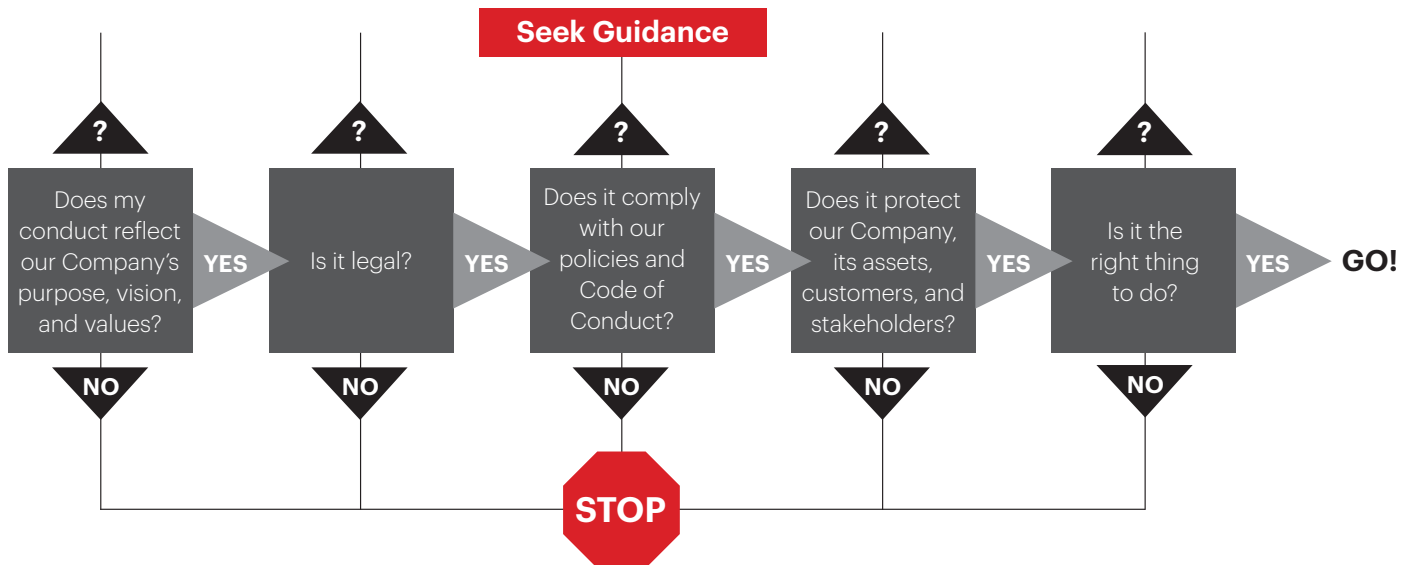 Seek Guidance
?
?
?
?
?
Does my
conduct reflect
our Company's
purpose, vision,
and values?
YES
Is it legal?
YES
Does it comply
with our
policies and
Code of
Conduct?
YES
Does it protect
our Company,
its assets,
customers, and
stakeholders?
YES
Is it the
right thing
to do?
YES
GO!
NO
NO
NO
NO
NO
STOP